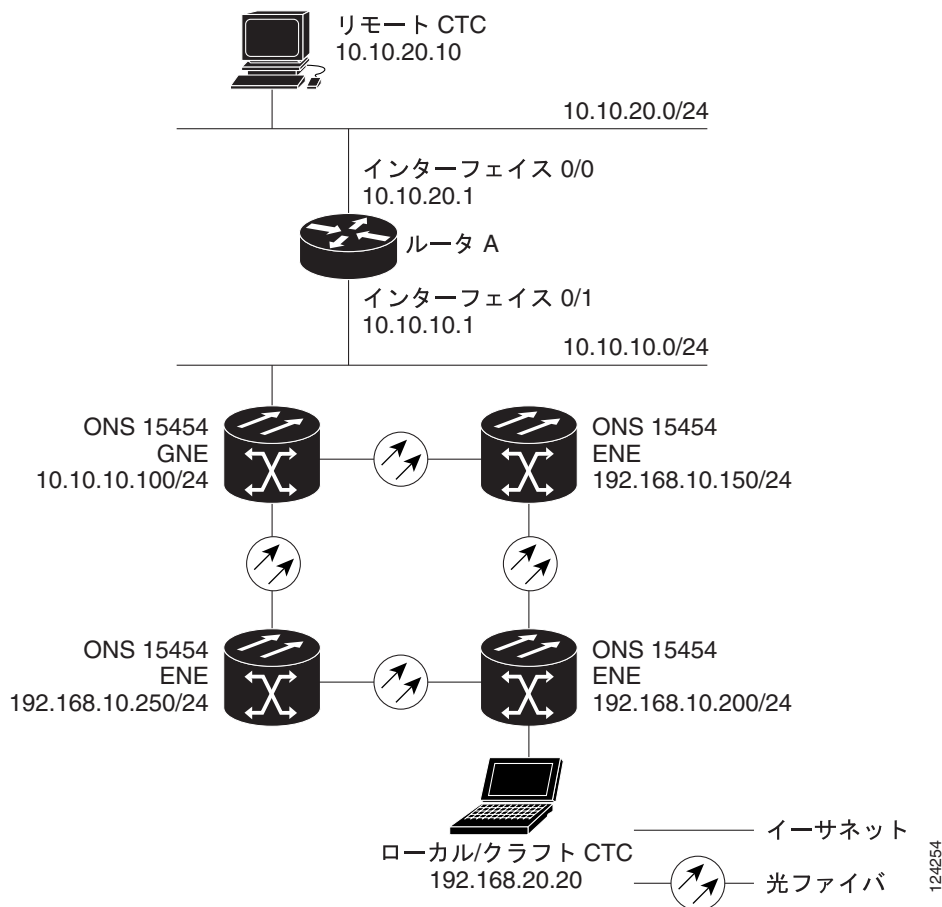 リモート CTC
10.10.20.10
10.10.20.0/24
インターフェイス 0/0
10.10.20.1
ルータ A
インターフェイス 0/1
10.10.10.1
10.10.10.0/24
ONS 15454
GNE
10.10.10.100/24
ONS 15454
ENE
192.168.10.150/24
ONS 15454
ENE
192.168.10.250/24
ONS 15454
ENE
192.168.10.200/24
ローカル/クラフト CTC
192.168.20.20
イーサネット
光ファイバ
124254